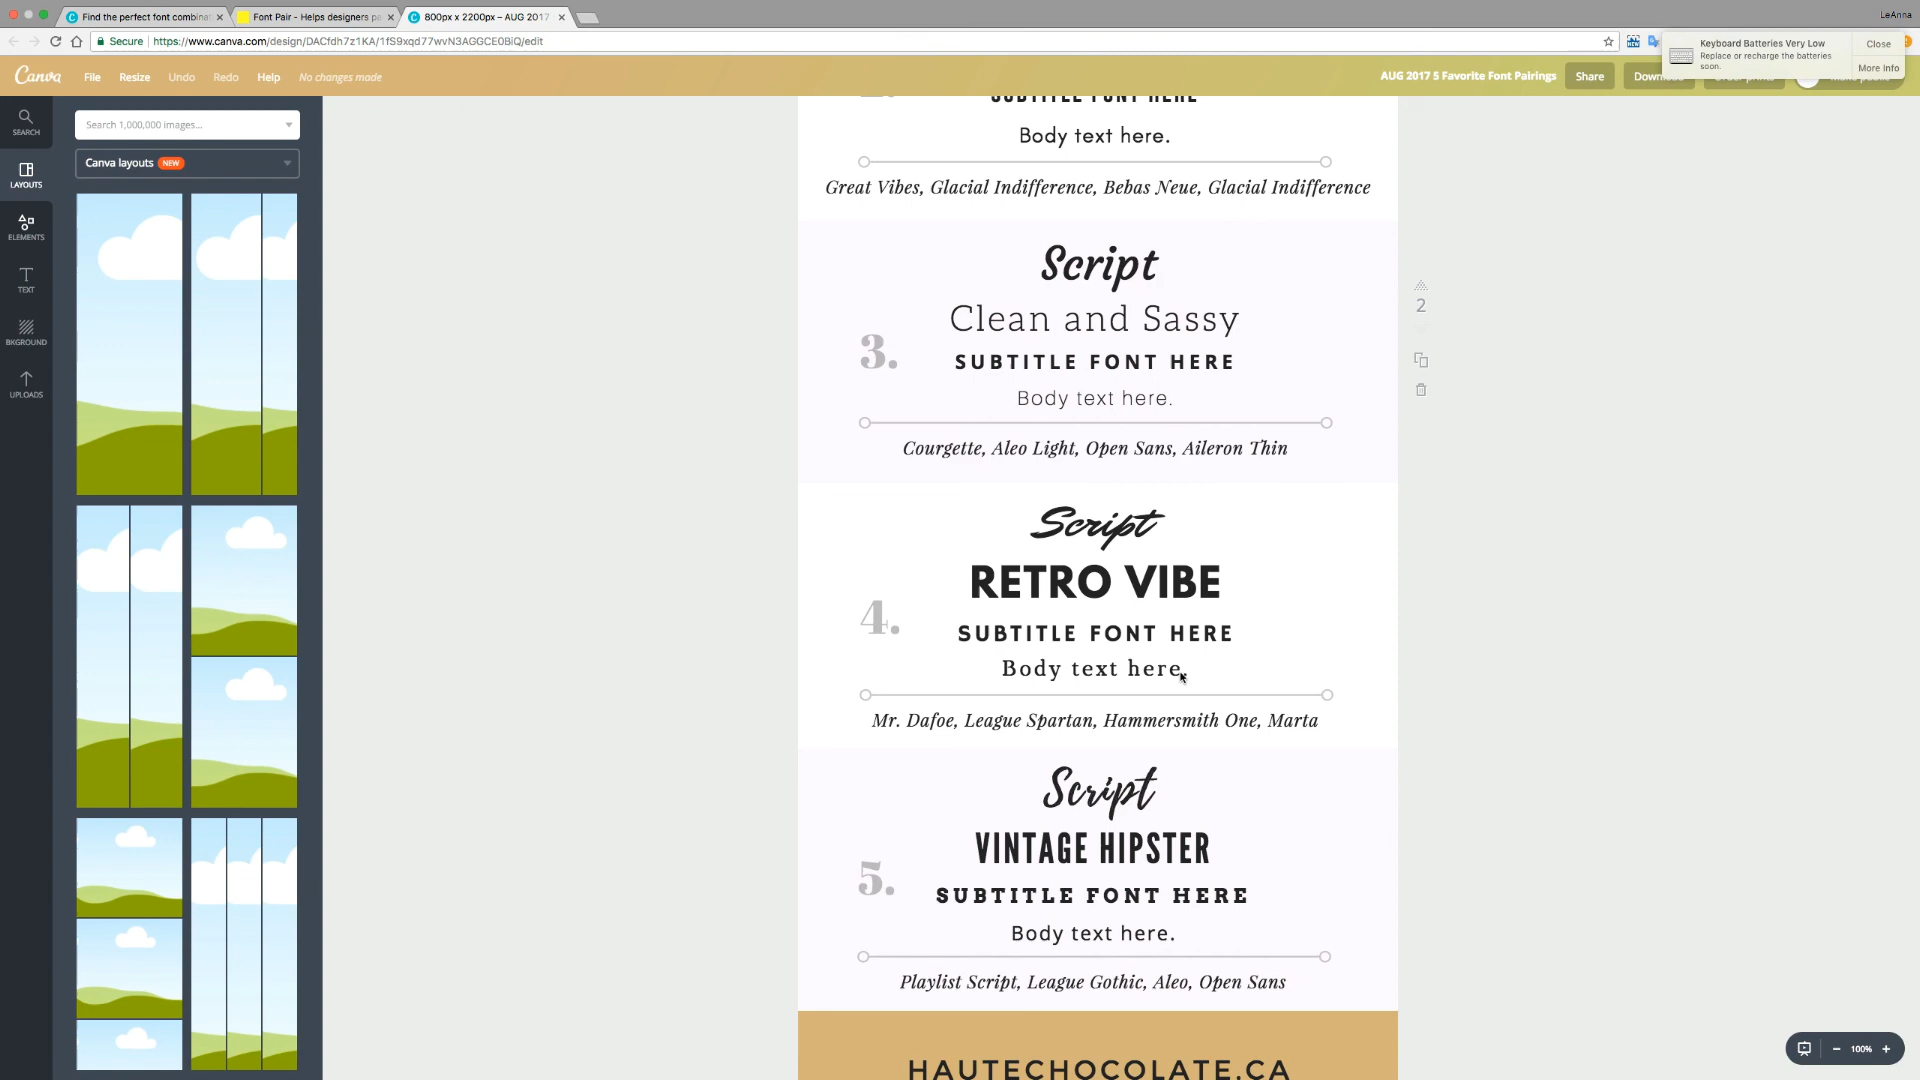 Find the perfect font combinat
Font Pair - Helps designers pa
800px x 2200px – AUG 2017
LeAnna
Secure
https://www.canva.com/design/DACfdh7z1KA/1fS9xqd77wvN3AGGCE0BiQ/edit
Keyboard Batteries Very Low
Replace or recharge the batteries
soon.
Close
More Info
Canva
File
Resize
Undo
Redo
Help
No changes made
AUG 2017 5 Favorite Font Pairings
Share
SEARCH
LAYOUTS
ELEMENTS
TEXT
BKGROUND
UPLOADS
Search 1,000,000 images...
Canva layouts NEW
SUBTITLE FONT HERE
Body text here.
Great Vibes, Glacial Indifference, Bebas Neue, Glacial Indifference
Script
Clean and Sassy
3.
SUBTITLE FONT HERE
Body text here.
Courgette, Aleo Light, Open Sans, Aileron Thin
2
Script
RETRO VIBE
4.
SUBTITLE FONT HERE
Body text here.
Mr. Dafoe, League Spartan, Hammersmith One, Marta
Script
VINTAGE HIPSTER
5.
SUBTITLE FONT HERE
Body text here.
Playlist Script, League Gothic, Aleo, Open Sans
HAUTECHOCOLATE.CA
100%